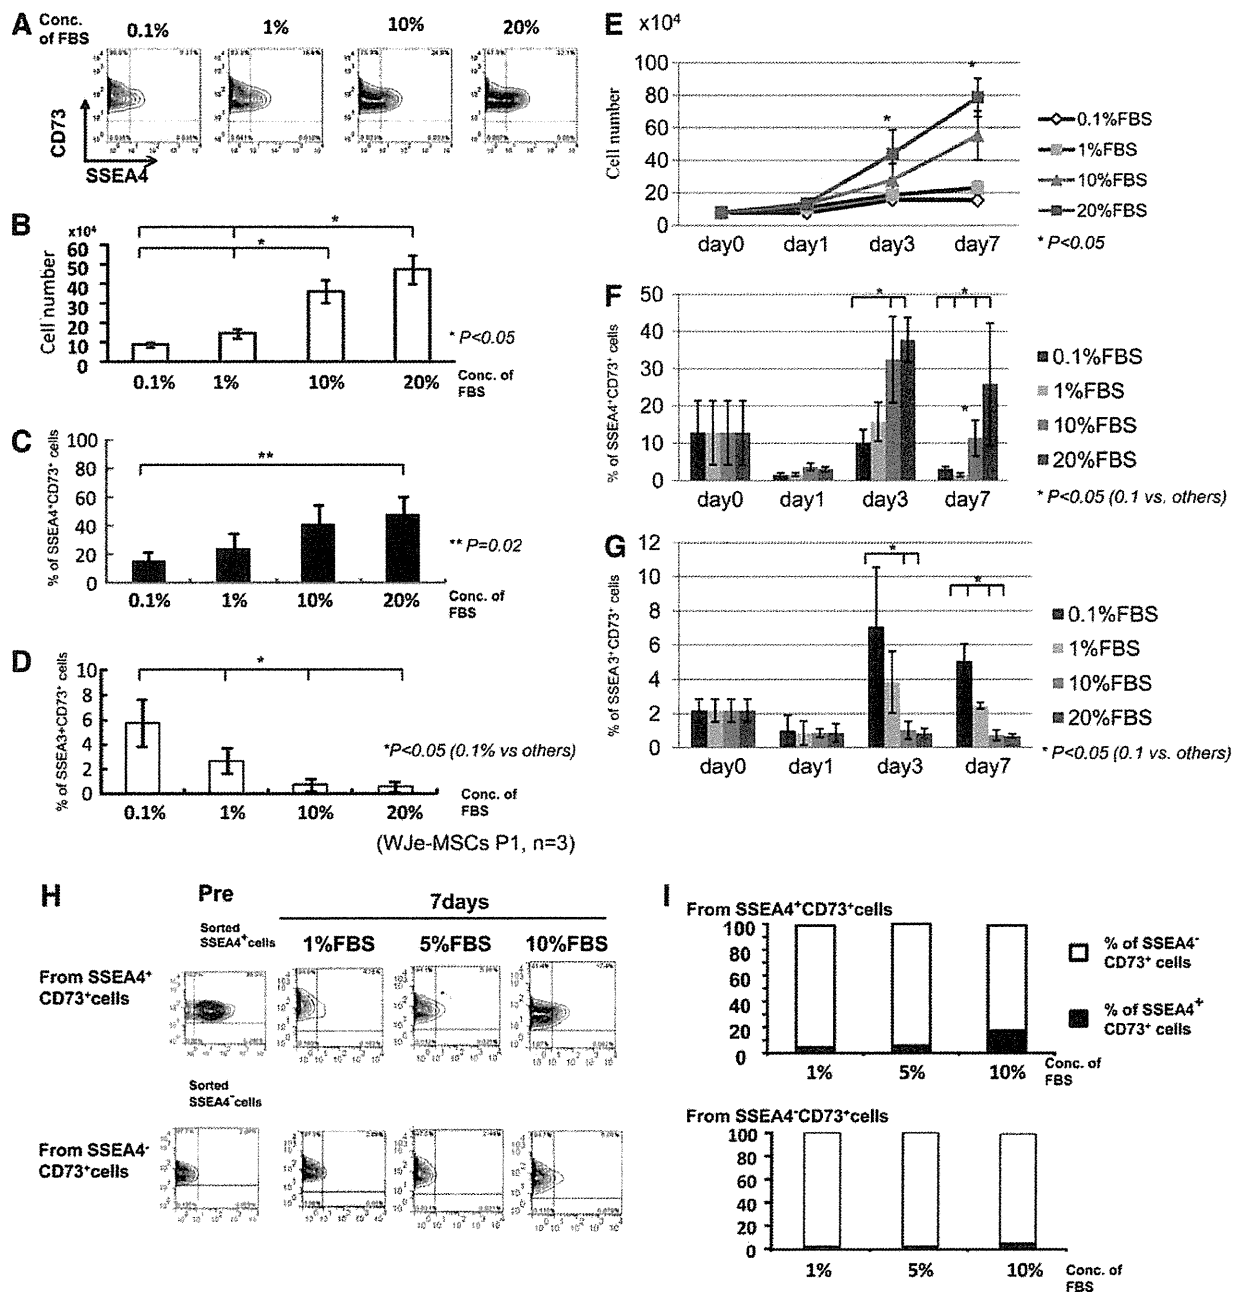 A
Conc. of FBS
0.1% 1% 10% 20%
CD73
SSEA4
B
x10⁴
Cell number
60
50
40
30
20
10
0
0.1% 1% 10% 20%
Conc. of FBS
* *
* P<0.05
C
% of SSEA4⁺CD73⁺ cells
100
80
60
40
20
0
0.1% 1% 10% 20%
Conc. of FBS
**
** P=0.02
D
% of SSEA3+CD73⁺ cells
10
8
6
4
2
0
0.1% 1% 10% 20%
Conc. of FBS
*
*P<0.05 (0.1% vs others)
(WJe-MSCs P1, n=3)
E
x10⁴
Cell number
100
80
60
40
20
0
day0 day1 day3 day7
* *
0.1%FBS
1%FBS
10%FBS
20%FBS
* P<0.05
F
% of SSEA4⁺CD73⁺ cells
50
40
30
20
10
0
day0 day1 day3 day7
* * *
0.1%FBS
1%FBS
10%FBS
20%FBS
* P<0.05 (0.1 vs. others)
G
% of SSEA3⁺CD73⁺ cells
12
10
8
6
4
2
0
day0 day1 day3 day7
* *
0.1%FBS
1%FBS
10%FBS
20%FBS
* P<0.05 (0.1 vs. others)
H
Pre
7days
Sorted
SSEA4⁺cells
1%FBS 5%FBS 10%FBS
From SSEA4⁺
CD73⁺cells
Sorted
SSEA4⁻cells
From SSEA4⁻
CD73⁺cells
I
From SSEA4⁺CD73⁺cells
100
80
60
40
20
0
1% 5% 10%
Conc. of FBS
% of SSEA4⁻
CD73⁺ cells
% of SSEA4⁺
CD73⁺ cells
From SSEA4⁻CD73⁺cells
100
80
60
40
20
0
1% 5% 10%
Conc. of FBS